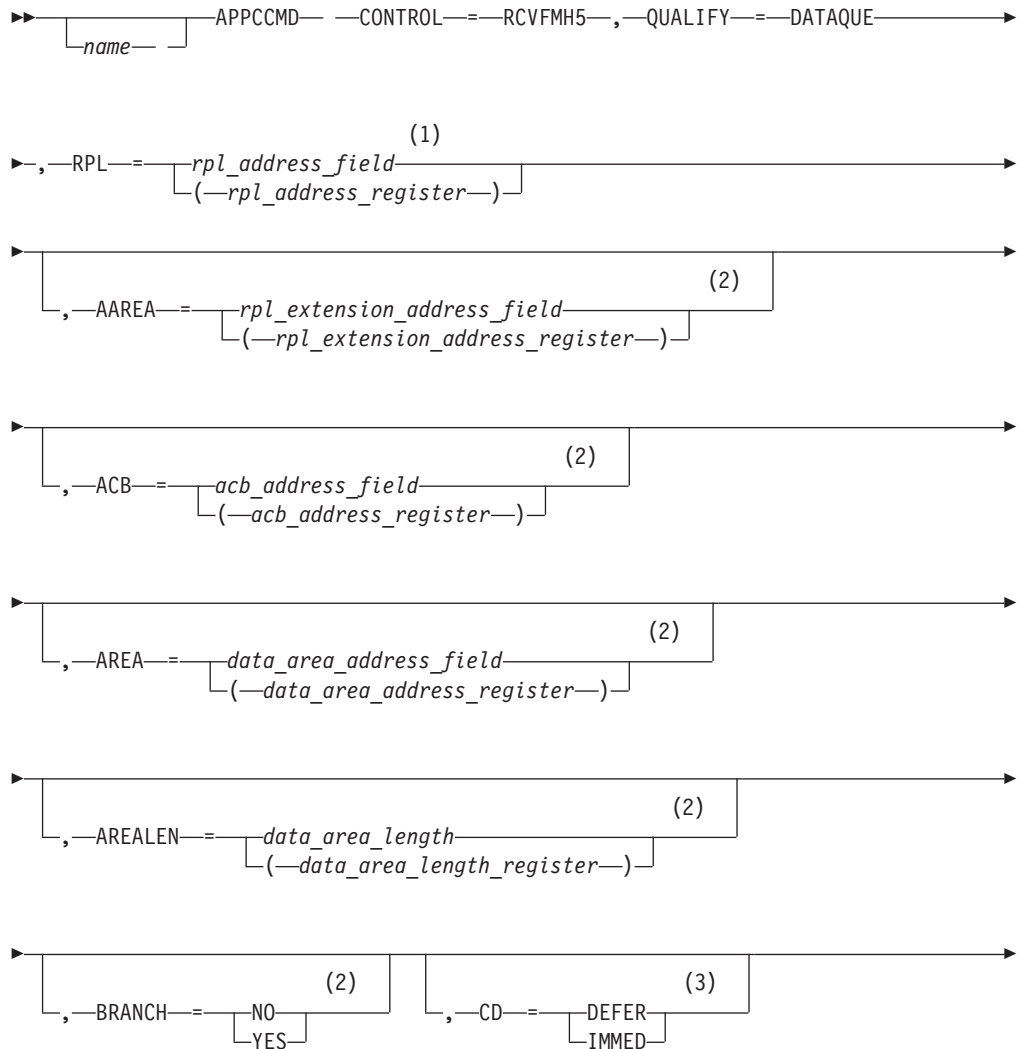 APPCCMD CONTROL = RCVFMH5 , QUALIFY = DATAQUE
name
(1)
, RPL = rpl_address_field
( rpl_address_register )
(2)
, AAREA = rpl_extension_address_field
( rpl_extension_address_register )
(2)
, ACB = acb_address_field
( acb_address_register )
(2)
, AREA = data_area_address_field
( data_area_address_register )
(2)
, AREALEN = data_area_length
( data_area_length_register )
(2) (3)
, BRANCH = NO , CD = DEFER
YES IMMED